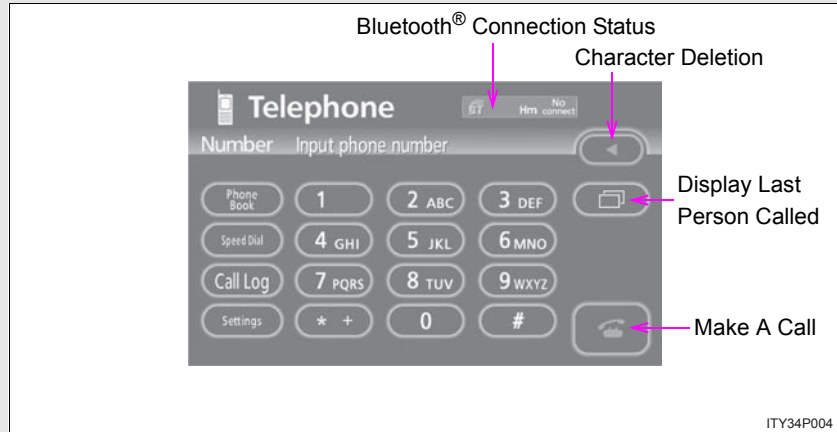 Bluetooth® Connection Status
Character Deletion
Telephone
BT Hm No connect
Number Input phone number
Phone Book 1 2 ABC 3 DEF
Display Last Person Called
Speed Dial 4 GHI 5 JKL 6 MNO
Call Log 7 PQRS 8 TUV 9 WXYZ
Settings * + 0 #
Make A Call
ITY34P004